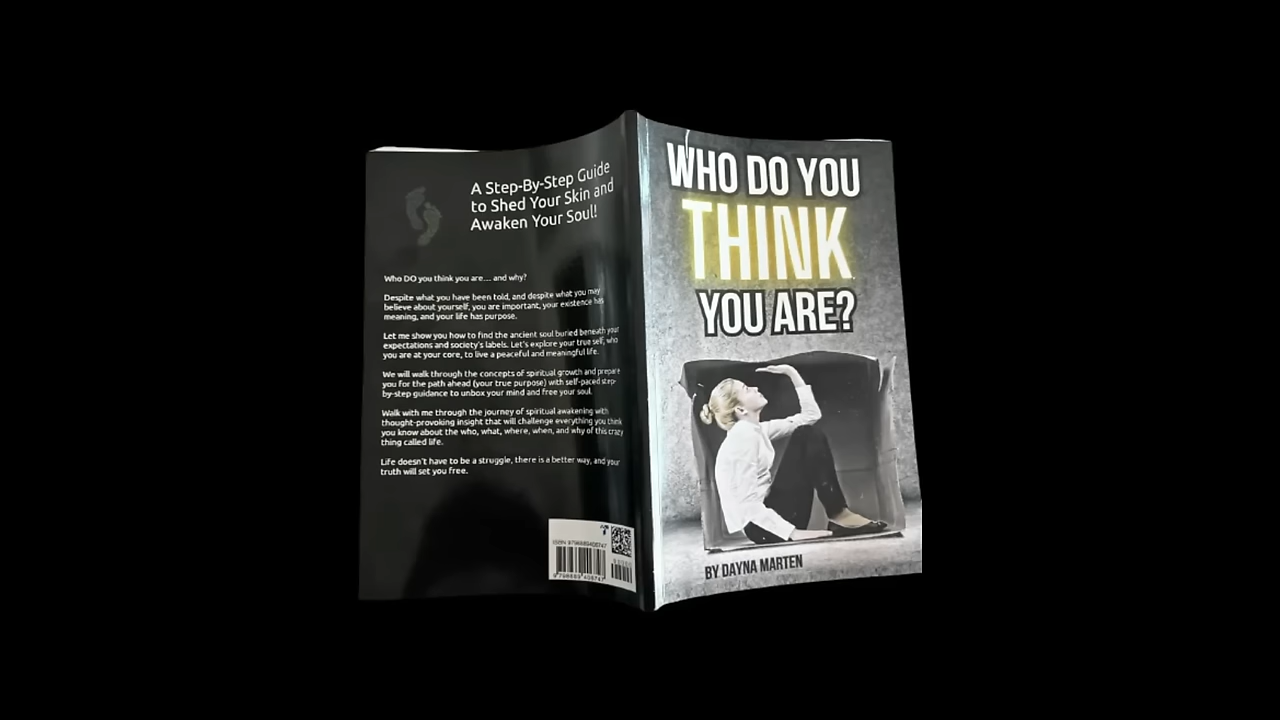 A Step-By-Step Guide
to Shed Your Skin and
Awaken Your Soul!
Who DO you think you are.... and why?
Despite what you have been told, and despite what you may
believe about yourself, you are important, your existence has
meaning, and your life has purpose.
Let me show you how to find the ancient soul buried beneath your
expectations and society's labels. Let's explore your true self, who
you are at your core, to live a peaceful and meaningful life.
We will walk through the concepts of spiritual growth and prepare
you for the path ahead (your true purpose) with self-paced step-
by-step guidance to unbox your mind and free your soul.
Walk with me through the journey of spiritual awakening with
thought-provoking insight that will challenge everything you think
you know about the who, what, where, when, and why of this crazy
thing called life.
Life doesn't have to be a struggle, there is a better way, and your
truth will set you free.
ISBN
WHO DO YOU
THINK
YOU ARE?
BY DAYNA MARTEN